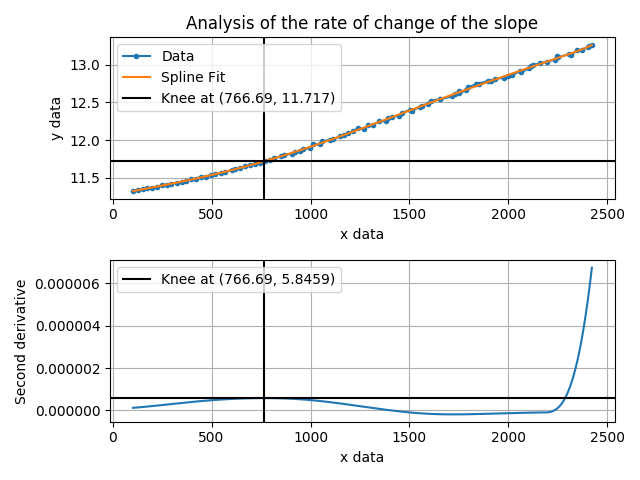 Analysis of the rate of change of the slope
Data
Spline Fit
Knee at (766.69, 11.717)
13.0
12.5
12.0
11.5
y data
0
500
1000
1500
2000
2500
x data
Knee at (766.69, 5.8459)
0.000006
0.000004
0.000002
0.000000
Second derivative
0
500
1000
1500
2000
2500
x data